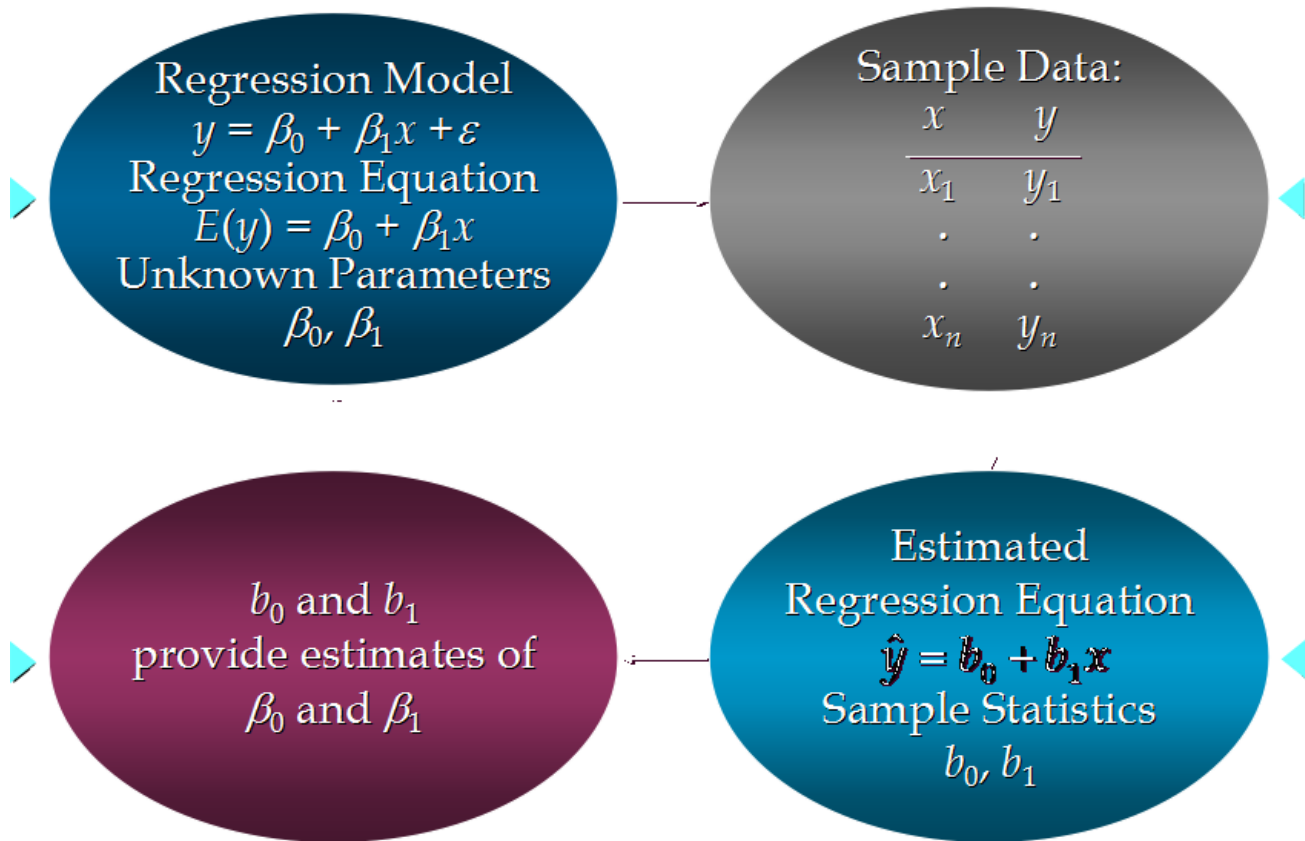 Regression Model
y = β₀ + β₁x + ε
Regression Equation
E(y) = β₀ + β₁x
Unknown Parameters
β₀, β₁
Sample Data:
x y
x₁ y₁
. .
. .
xₙ yₙ
b₀ and b₁
provide estimates of
β₀ and β₁
Estimated
Regression Equation
ŷ = b₀ + b₁x
Sample Statistics
b₀, b₁